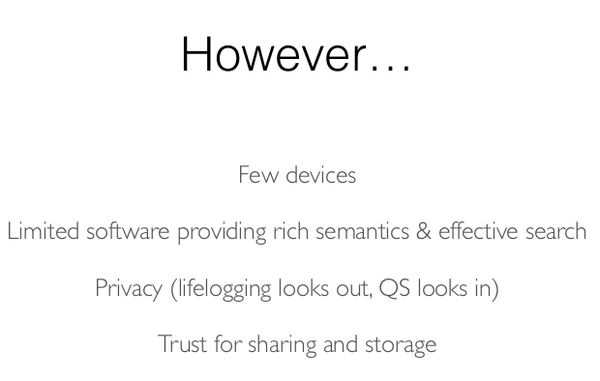 However…
Few devices
Limited software providing rich semantics & effective search
Privacy (lifelogging looks out, QS looks in)
Trust for sharing and storage